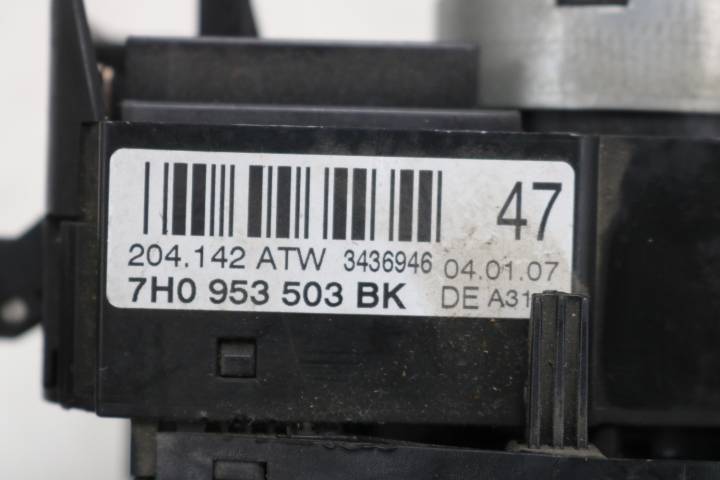 47
204.142 ATW 3436946 04.01.07
7H0 953 503 BK DE A31